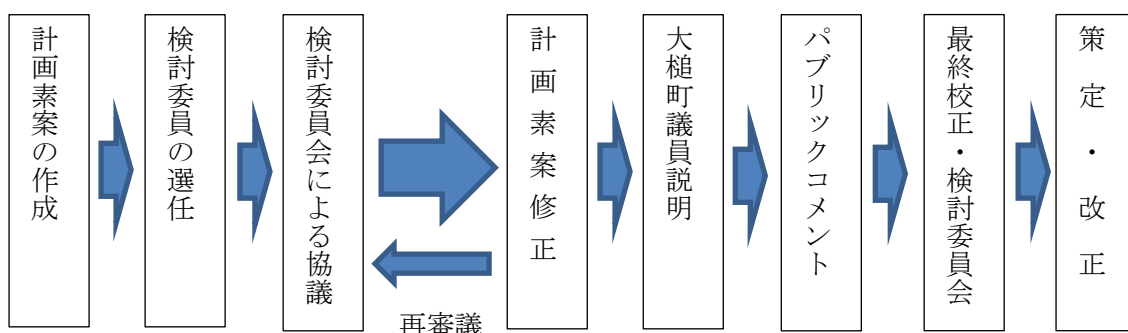 計画素案の作成
検討委員の選任
検討委員会による協議
計画素案修正
大槌町議員説明
パブリックコメント
最終校正・検討委員会
策定・改正
再審議